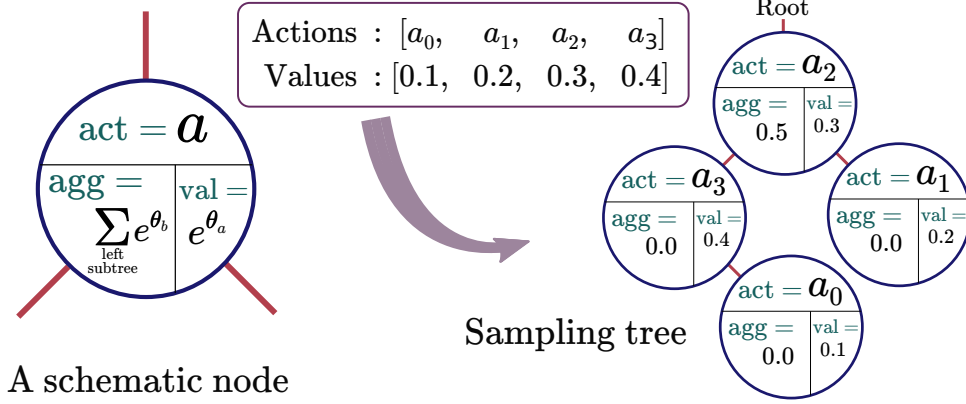 Actions : [a₀, a₁, a₂, a₃]
Values : [0.1, 0.2, 0.3, 0.4]
act = a
agg =
∑ e^θ_b
left
subtree
val =
e^θ_a
A schematic node
Root
act = a₂
agg =
0.5
val =
0.3
act = a₃
agg =
0.0
val =
0.4
act = a₁
agg =
0.0
val =
0.2
act = a₀
agg =
0.0
val =
0.1
Sampling tree